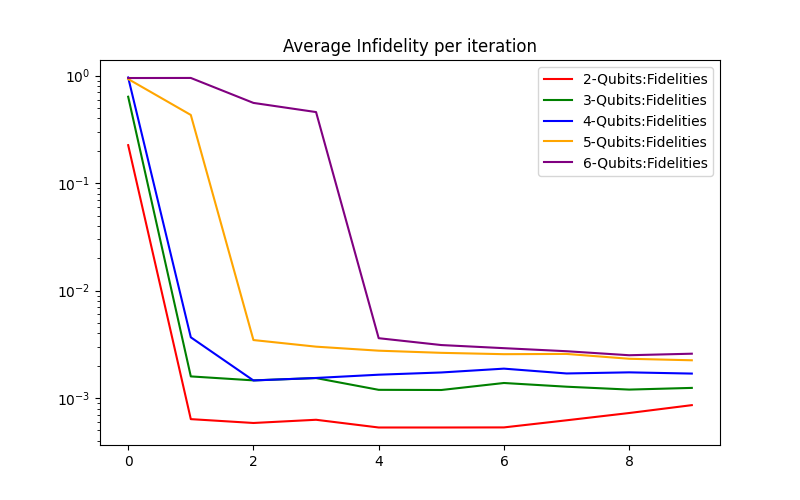 Average Infidelity per iteration
10⁰
10⁻¹
10⁻²
10⁻³
0
2
4
6
8
2-Qubits:Fidelities
3-Qubits:Fidelities
4-Qubits:Fidelities
5-Qubits:Fidelities
6-Qubits:Fidelities